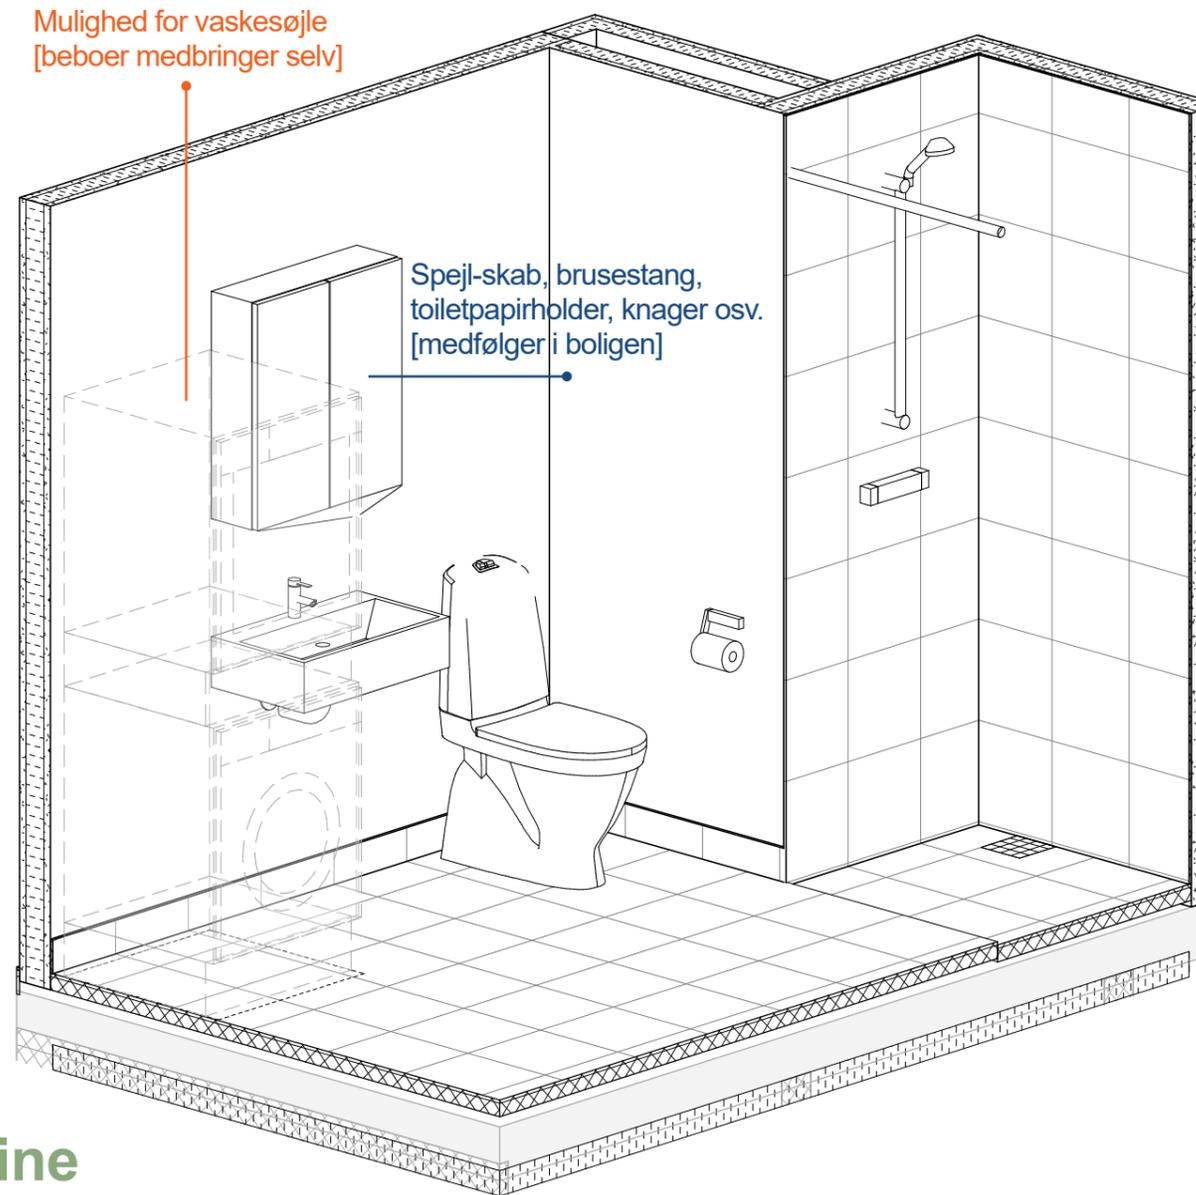 Mulighed for vaskesøjle
[beboer medbringer selv]
Spejl-skab, brusestang,
toiletpapirholder, knager osv.
[medfølger i boligen]
ine